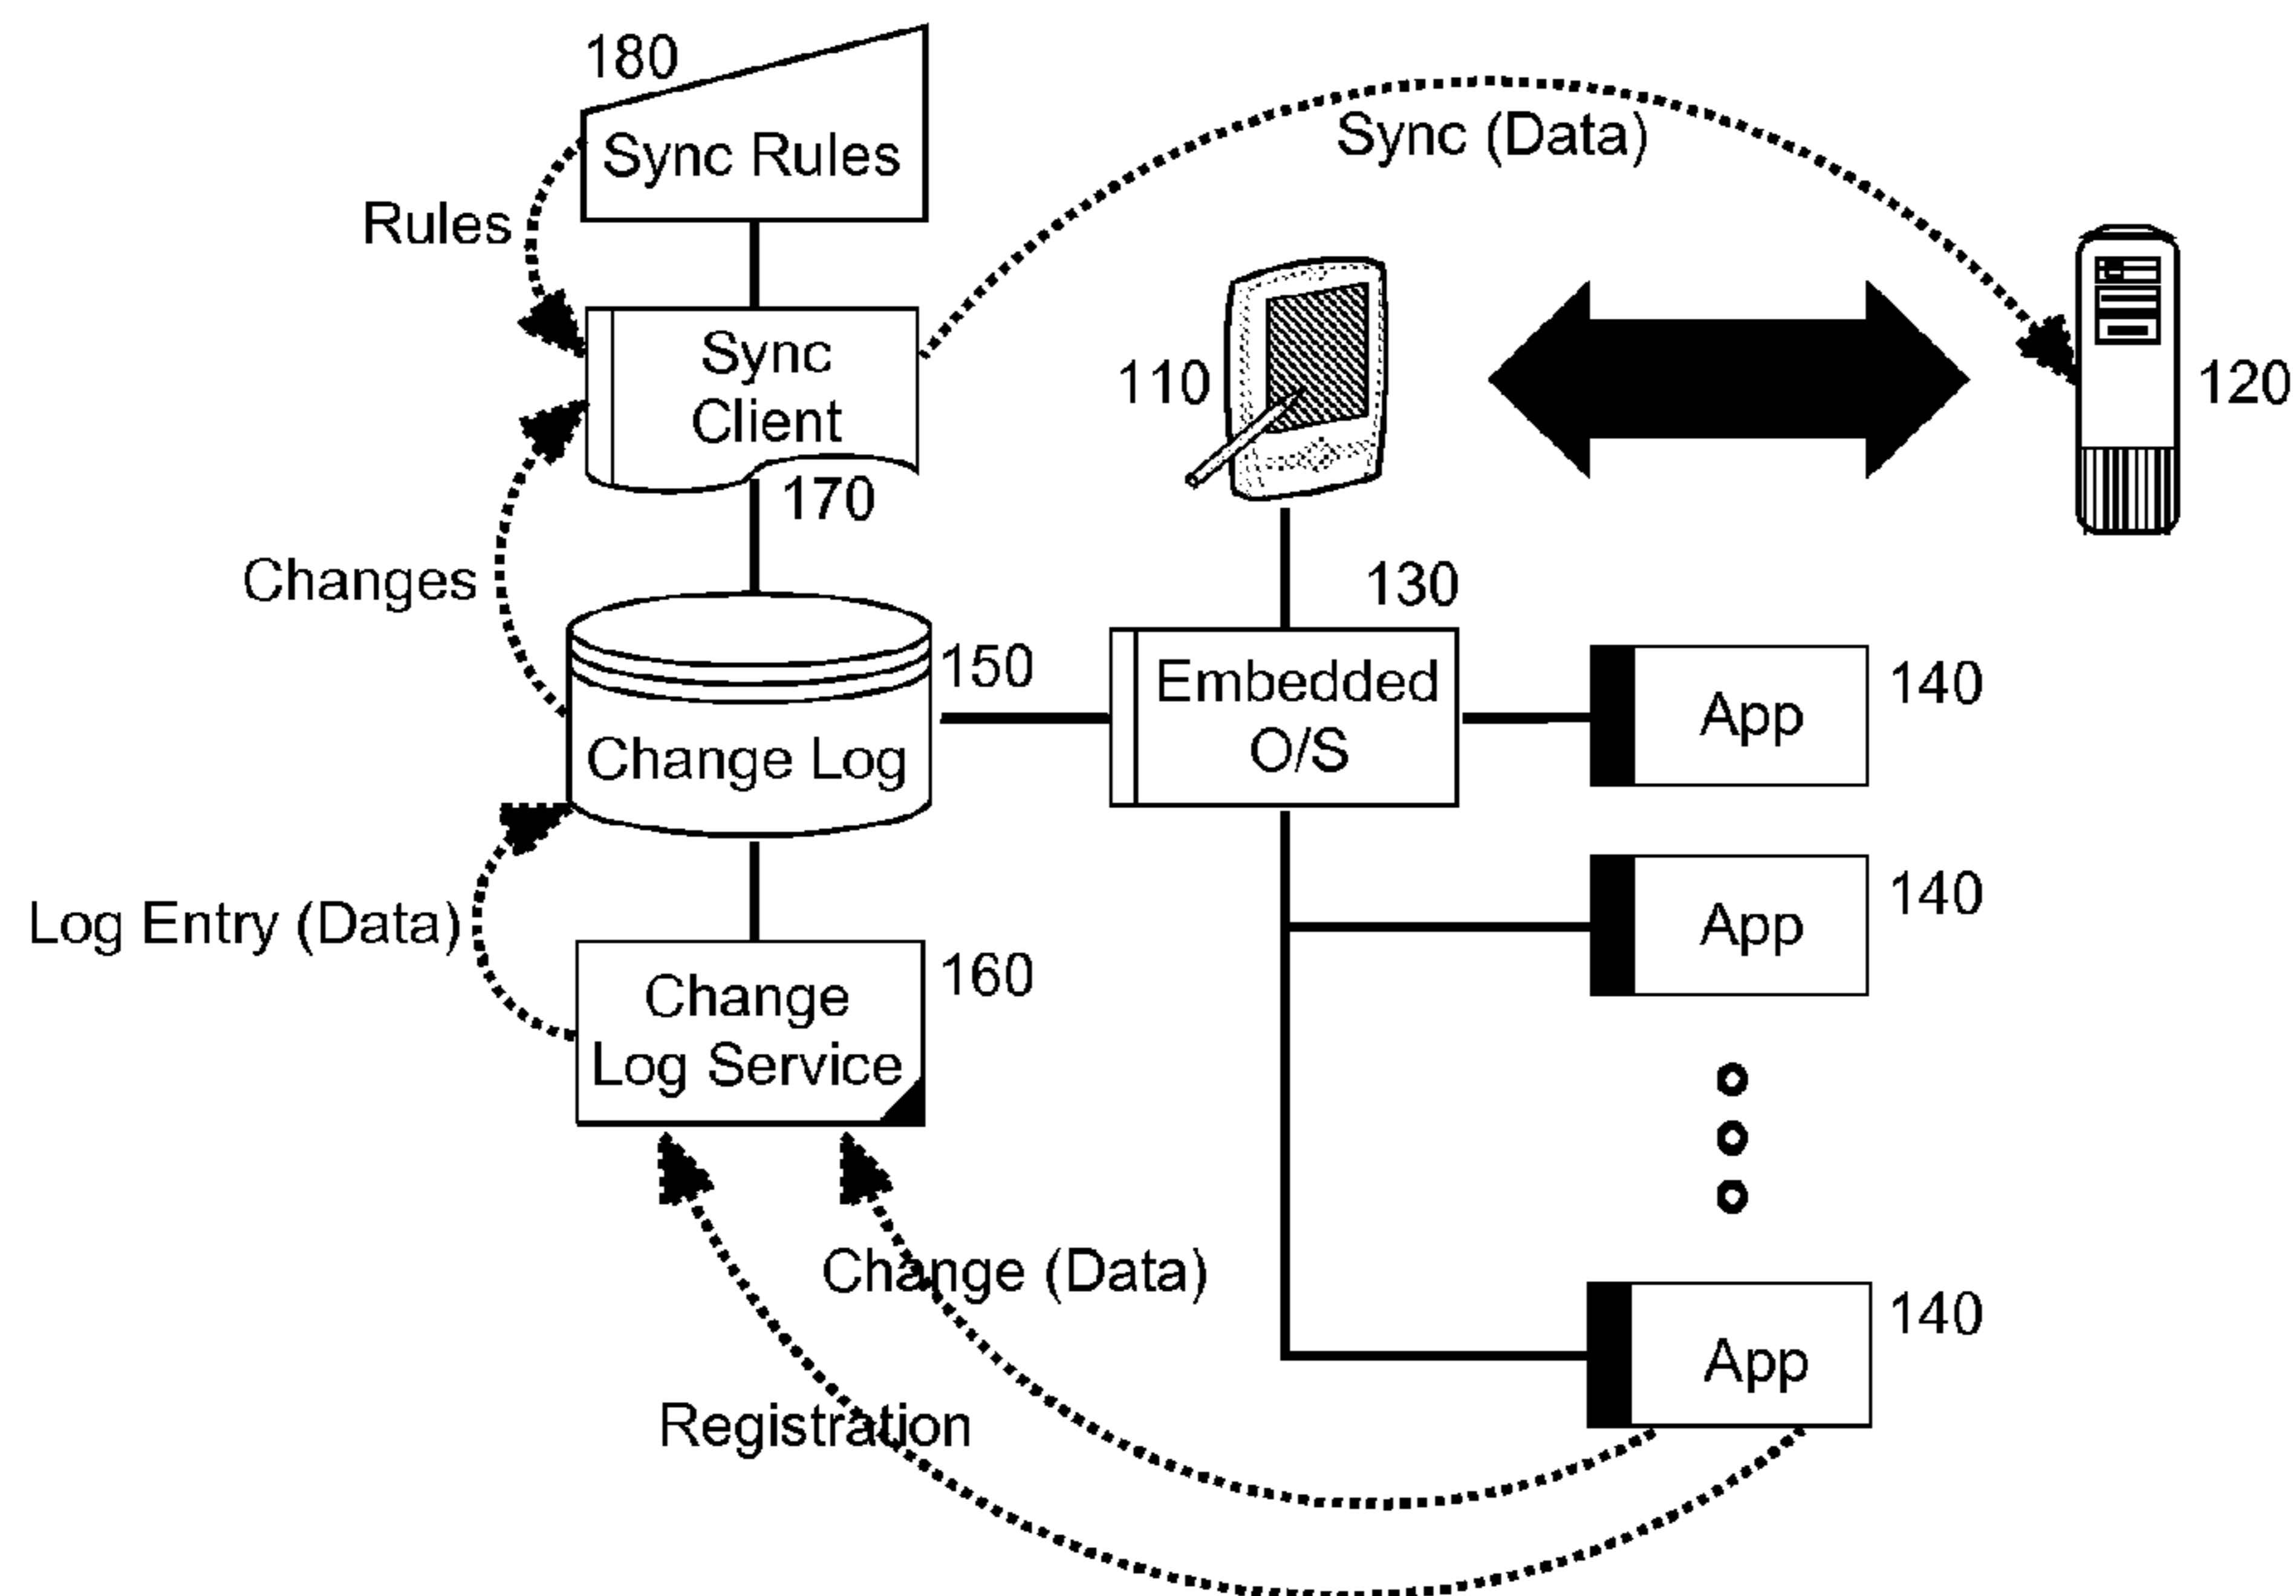 180
Sync Rules
Sync (Data)
Rules
Sync
Client
170
110
120
Changes
130
150
Embedded
O/S
App
140
Change Log
App
140
Log Entry (Data)
160
Change
Log Service
Change (Data)
App
140
Registration